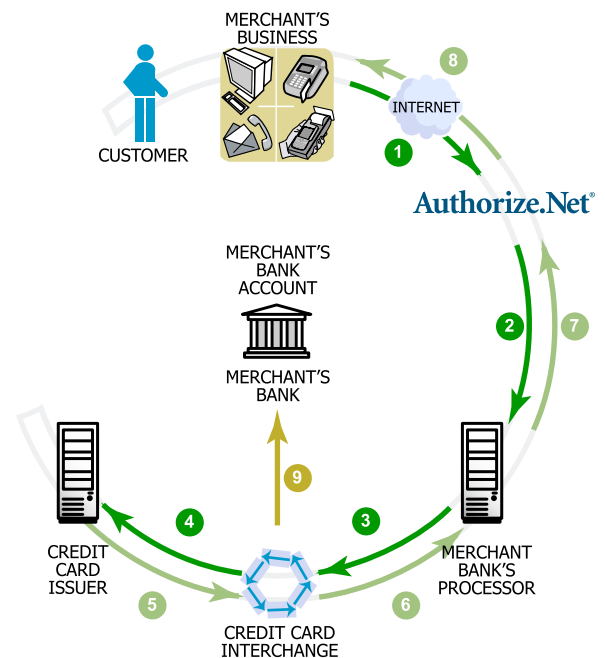 MERCHANT'S
BUSINESS
8
INTERNET
CUSTOMER
1
Authorize.Net®
MERCHANT'S
BANK
ACCOUNT
2
7
MERCHANT'S
BANK
9
4
3
CREDIT
CARD
ISSUER
MERCHANT
BANK'S
PROCESSOR
5
6
CREDIT CARD
INTERCHANGE